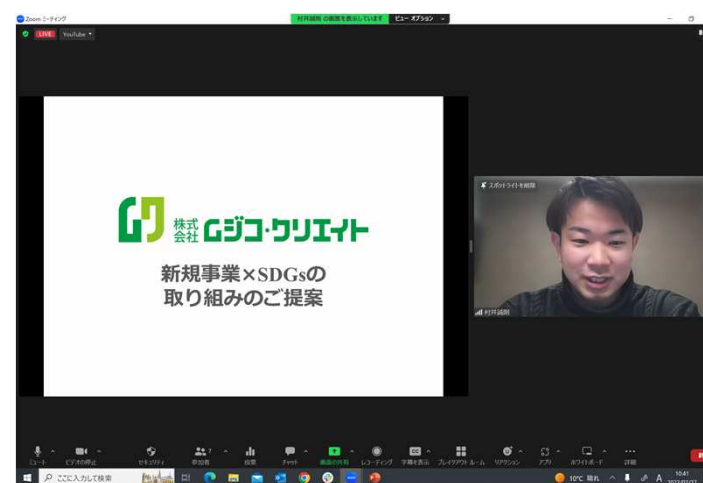 Zoom ミーティング
村井誠剛 の画面を表示しています
ビュー オプション
LIVE
YouTube
株式
会社
ムジコ・クリエイト
新規事業×SDGsの
取り組みのご提案
スポットライトを削除
村井誠剛
ミュート
ビデオの停止
セキュリティ
参加者
7
投票
チャット
画面の共有
レコーディング
字幕を表示
ブレイクアウト ルーム
リアクション
アプリ
ホワイトボード
詳細
ここに入力して検索
10℃ 晴れ
A
10:41